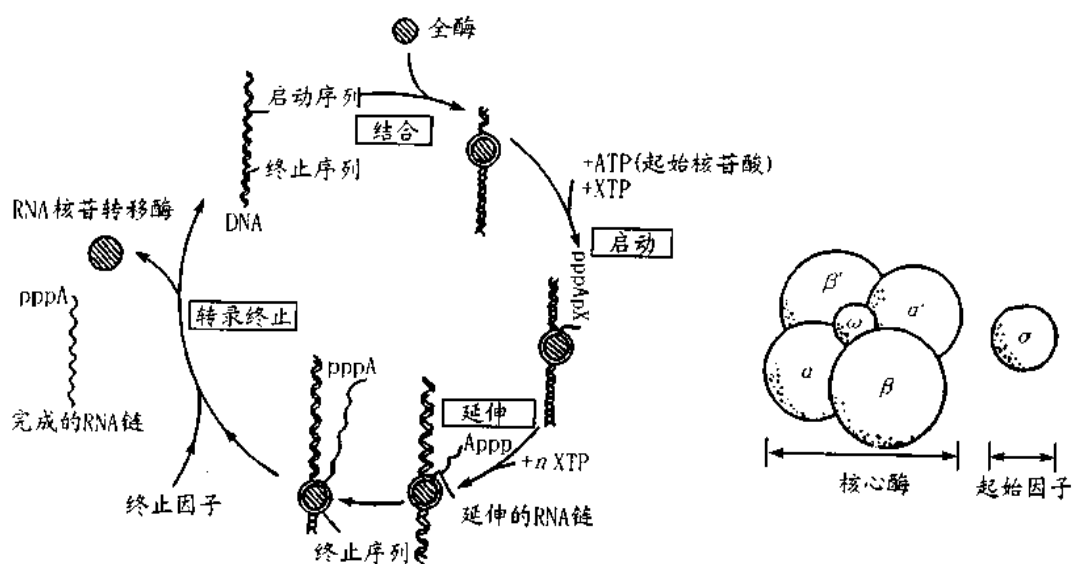 全酶
启动序列
结合
终止序列
DNA
+ATP(起始核苷酸)
+XTP
启动
pppApX
RNA核苷转移酶
pppA
转录终止
完成的RNA链
终止因子
pppA
终止序列
延伸
Appp
+n XTP
延伸的RNA链
β′
α′
ω
α
β
σ
核心酶
起始因子